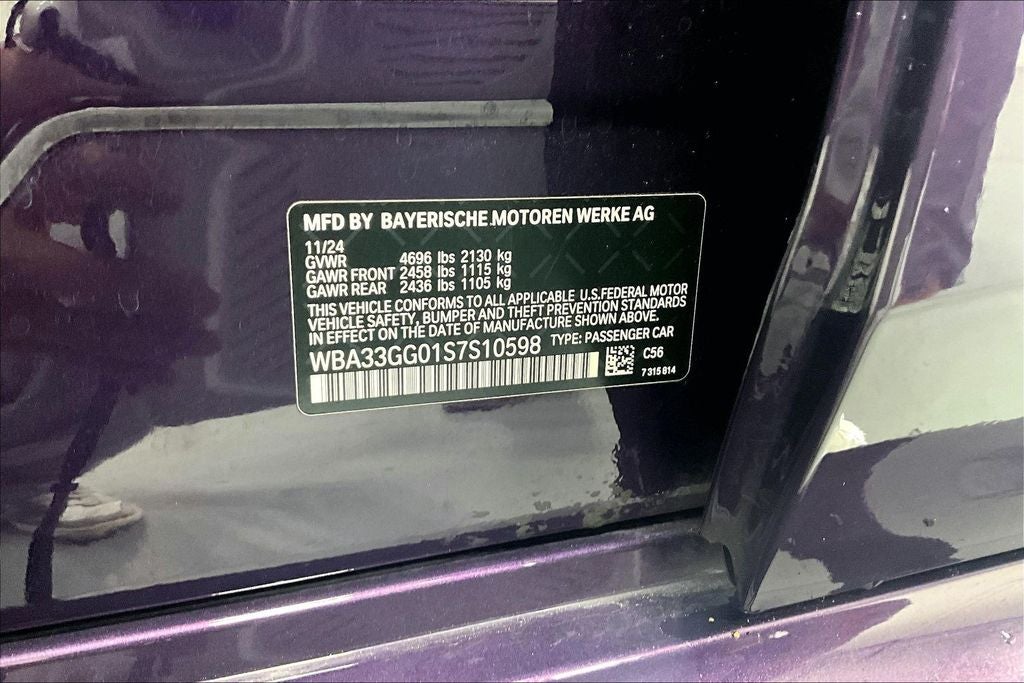 MFD BY BAYERISCHE MOTOREN WERKE AG
11/24
GVWR 4696 lbs 2130 kg
GAWR FRONT 2458 lbs 1115 kg
GAWR REAR 2436 lbs 1105 kg
THIS VEHICLE CONFORMS TO ALL APPLICABLE U.S.FEDERAL MOTOR
VEHICLE SAFETY, BUMPER AND THEFT PREVENTION STANDARDS
IN EFFECT ON THE DATE OF MANUFACTURE SHOWN ABOVE.
WBA33GG01S7S10598 TYPE: PASSENGER CAR
C56
7 315 814